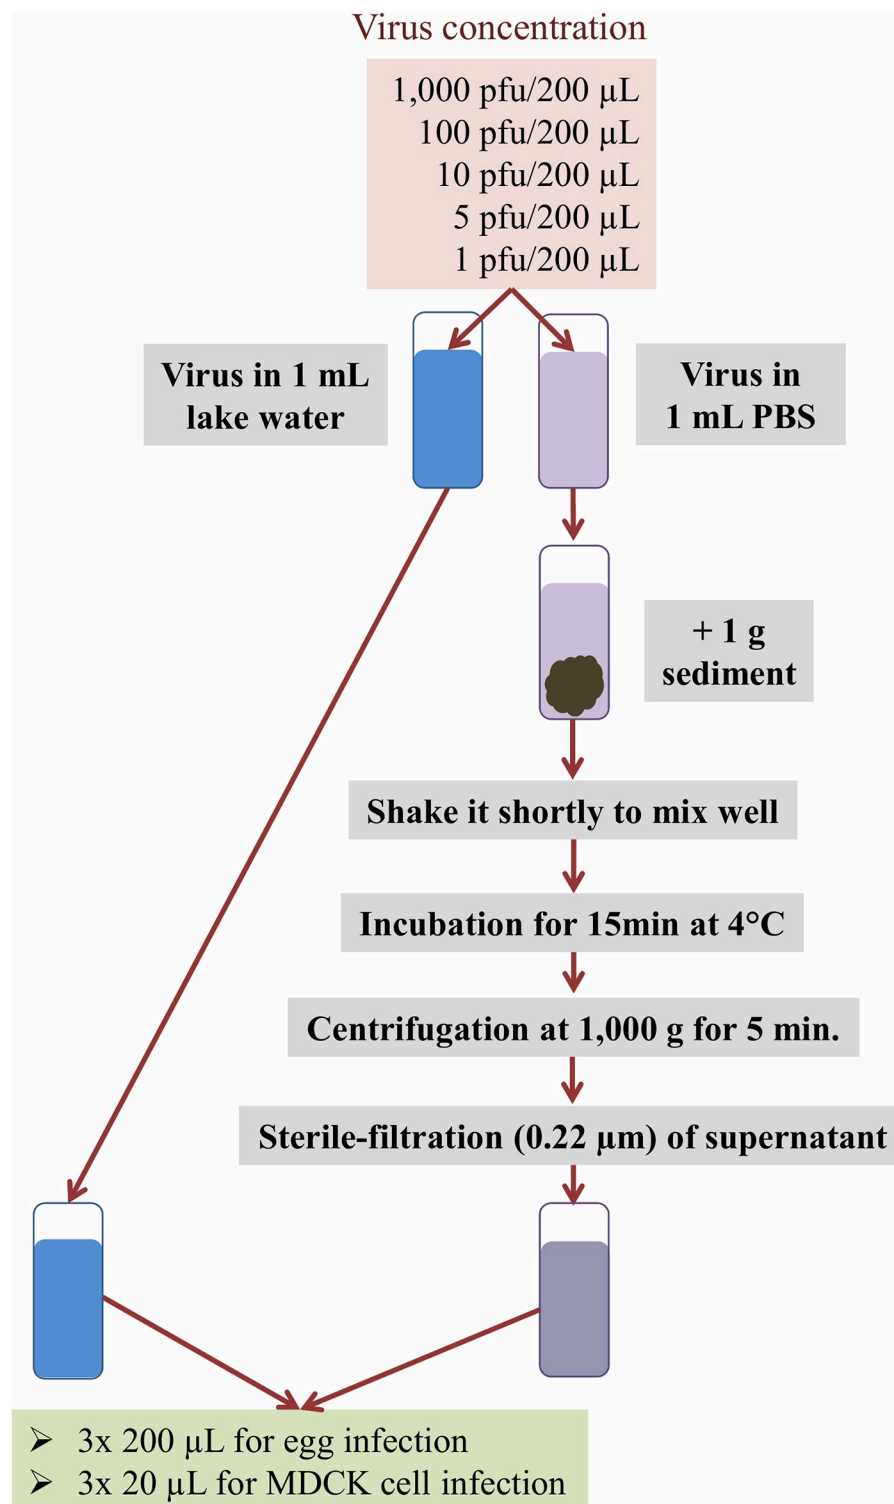 Virus concentration
1,000 pfu/200 µL
100 pfu/200 µL
10 pfu/200 µL
5 pfu/200 µL
1 pfu/200 µL
Virus in 1 mL
lake water
Virus in
1 mL PBS
+ 1 g
sediment
Shake it shortly to mix well
Incubation for 15min at 4°C
Centrifugation at 1,000 g for 5 min.
Sterile-filtration (0.22 µm) of supernatant
➢ 3x 200 µL for egg infection
➢ 3x 20 µL for MDCK cell infection